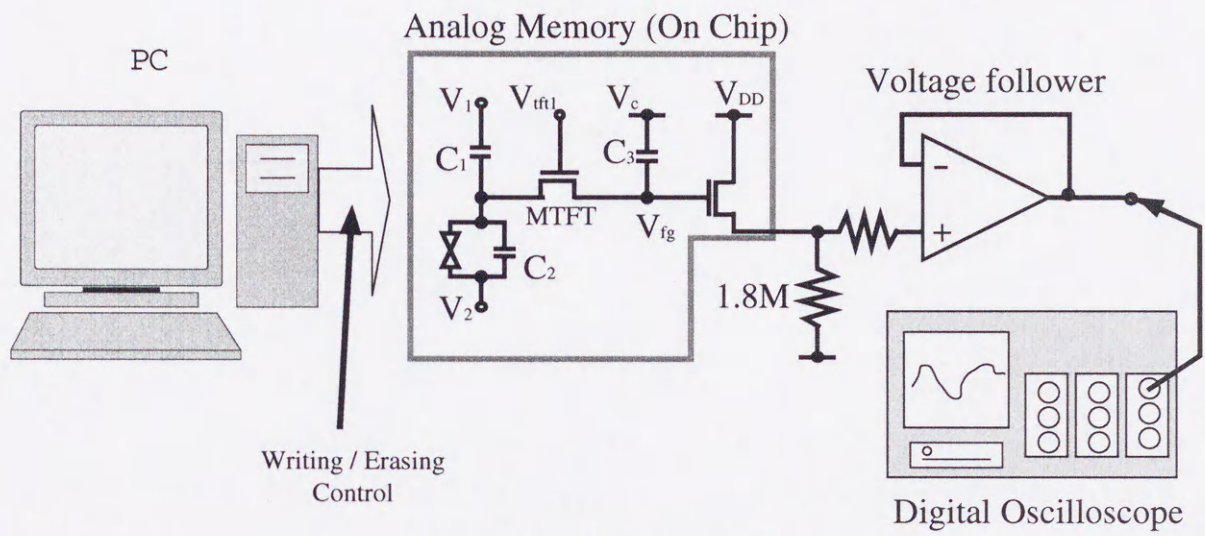 Analog Memory (On Chip)
PC
Voltage follower
V1
Vtft1
Vc
VDD
C1
C3
MTFT
Vfg
C2
V2
−
+
1.8M
Writing / Erasing
Control
Digital Oscilloscope